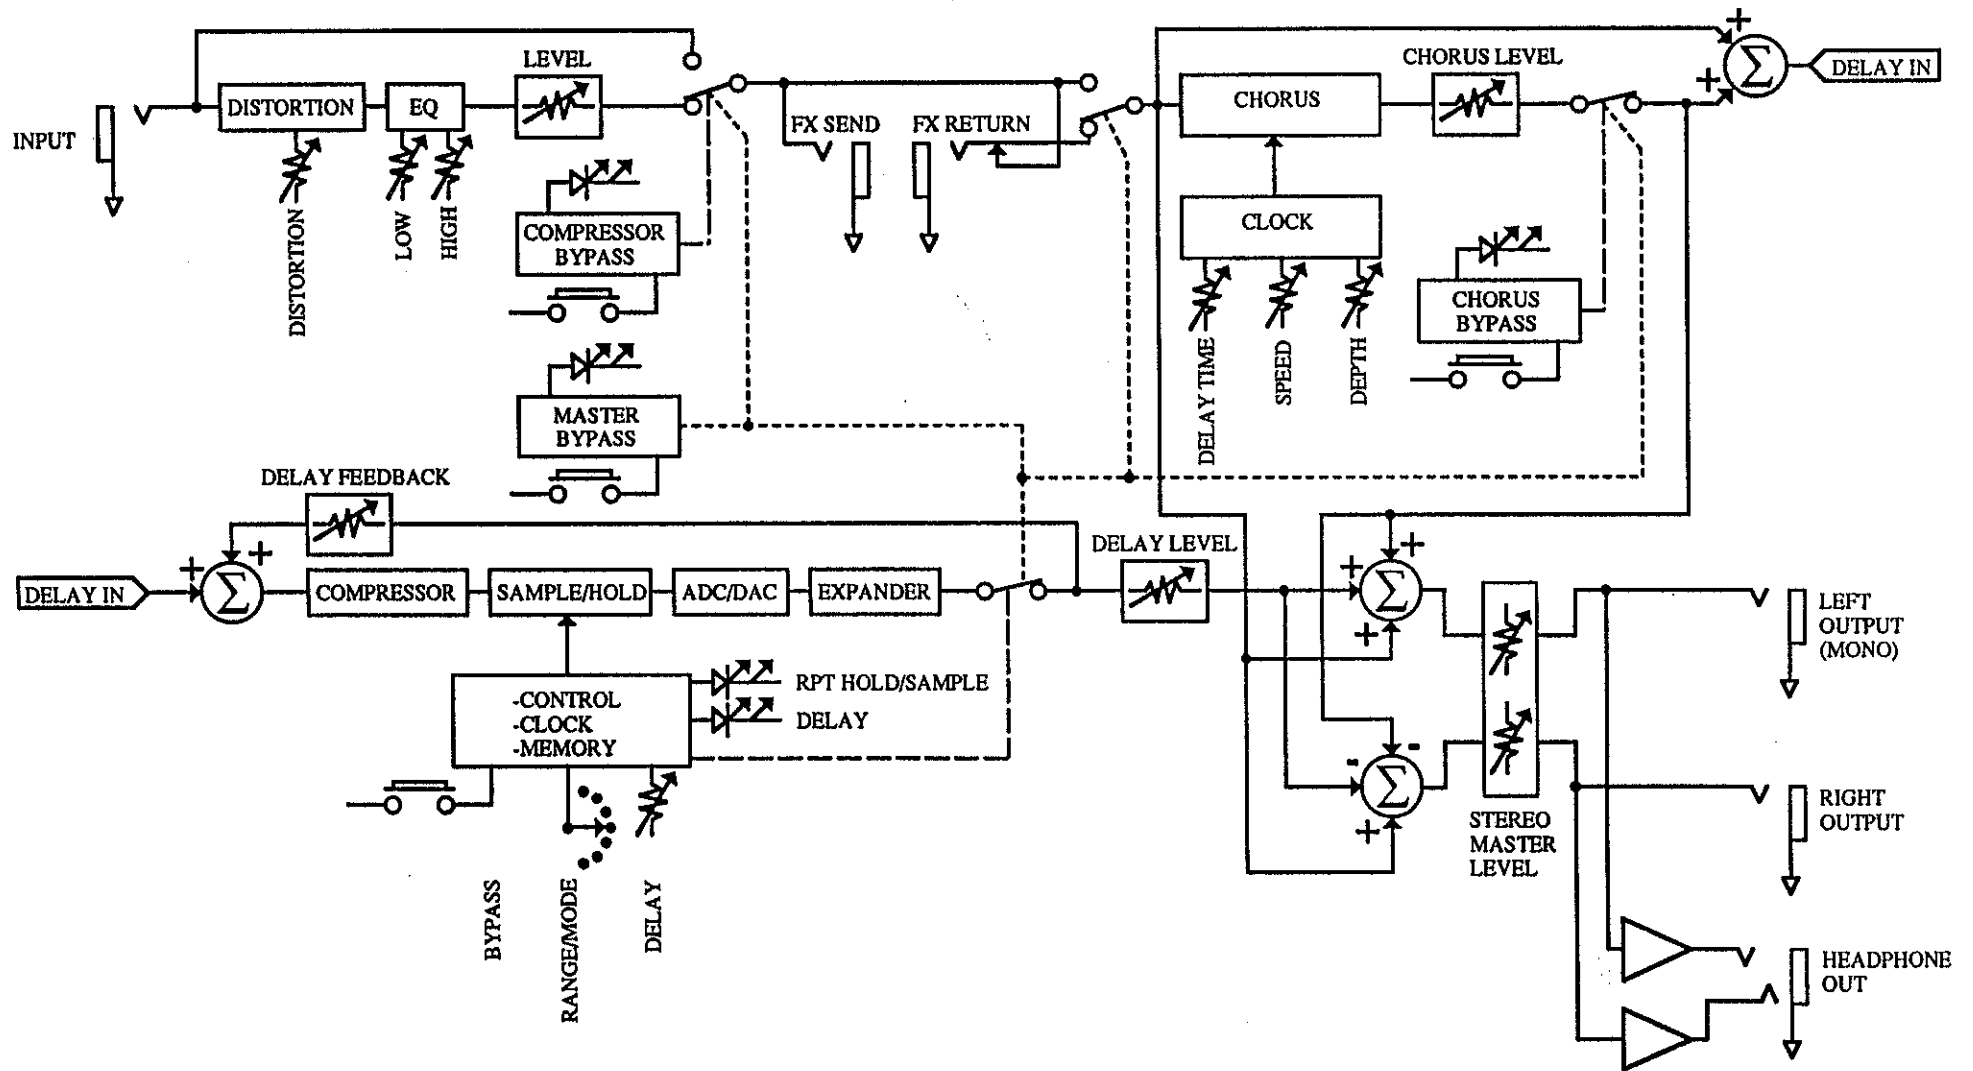 LEVEL
CHORUS LEVEL
+
Σ
+
DELAY IN
INPUT
DISTORTION
EQ
FX SEND
FX RETURN
CHORUS
DISTORTION
LOW
HIGH
COMPRESSOR
BYPASS
CLOCK
DELAY TIME
SPEED
DEPTH
CHORUS
BYPASS
MASTER
BYPASS
DELAY FEEDBACK
DELAY IN
+
+
Σ
COMPRESSOR
SAMPLE/HOLD
ADC/DAC
EXPANDER
DELAY LEVEL
+
+
Σ
+
LEFT
OUTPUT
(MONO)
-CONTROL
-CLOCK
-MEMORY
RPT HOLD/SAMPLE
DELAY
BYPASS
RANGE/MODE
DELAY
-
-
Σ
+
STEREO
MASTER
LEVEL
RIGHT
OUTPUT
HEADPHONE
OUT